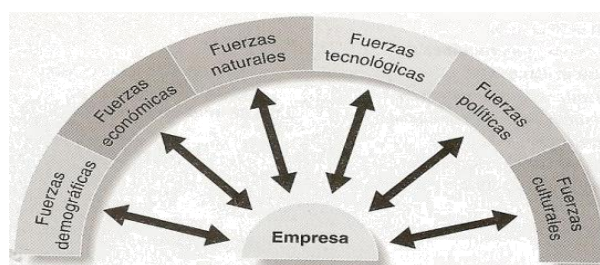 Fuerzas
demográficas
Fuerzas
económicas
Fuerzas
naturales
Fuerzas
tecnológicas
Fuerzas
políticas
Fuerzas
culturales
Empresa